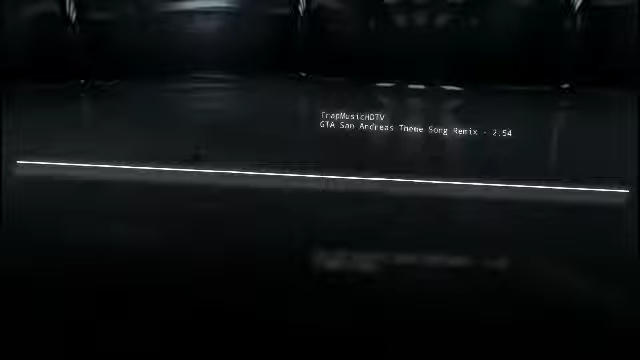 TrapMusicHDTV
GTA San Andreas Theme Song Remix - 2.54